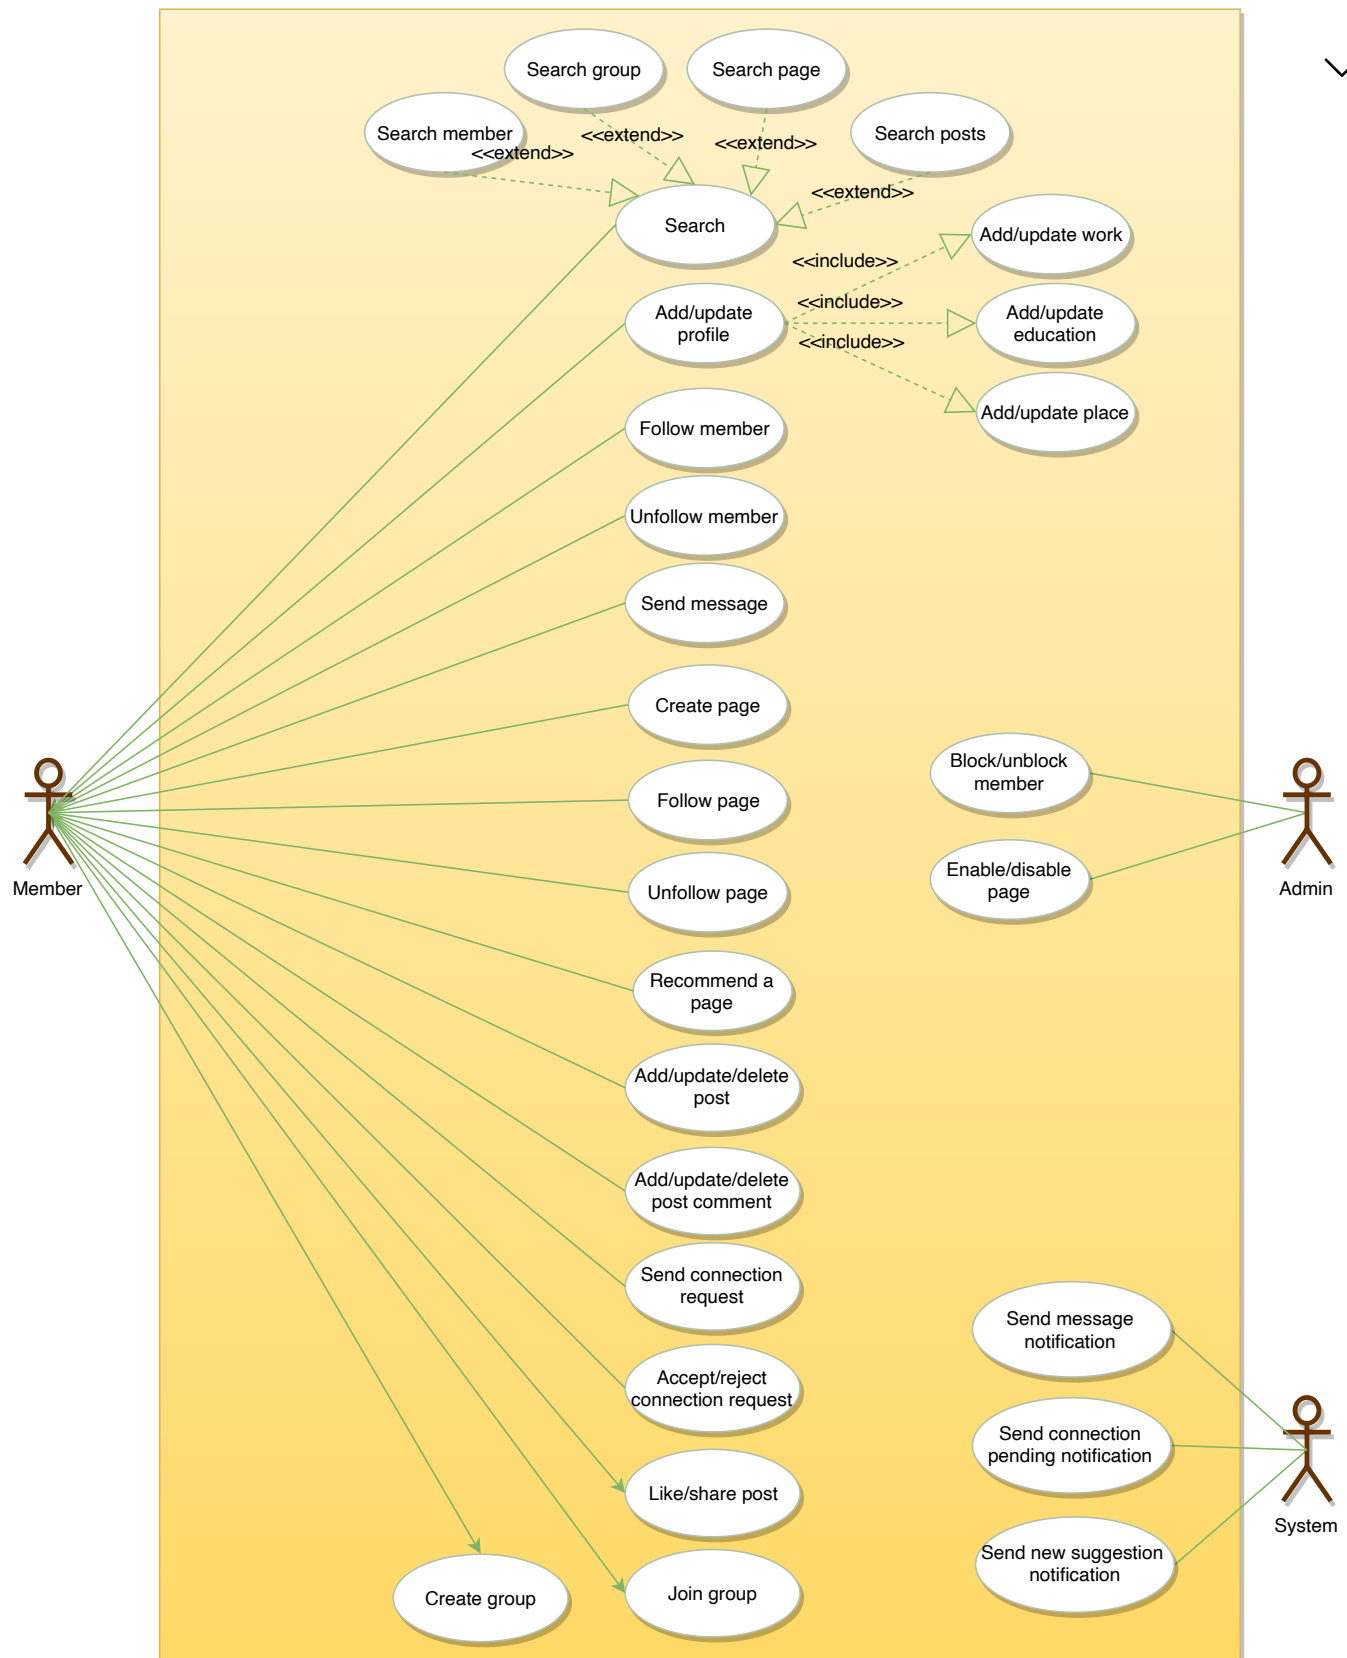 Search group
Search page
Search member
<<extend>>
<<extend>>
<<extend>>
Search posts
<<extend>>
Search
Add/update work
<<include>>
Add/update
profile
<<include>>
Add/update
education
<<include>>
Add/update place
Follow member
Unfollow member
Send message
Create page
Block/unblock
member
Follow page
Member
Unfollow page
Enable/disable
page
Admin
Recommend a
page
Add/update/delete
post
Add/update/delete
post comment
Send connection
request
Send message
notification
Accept/reject
connection request
Send connection
pending notification
Like/share post
System
Send new suggestion
notification
Create group
Join group